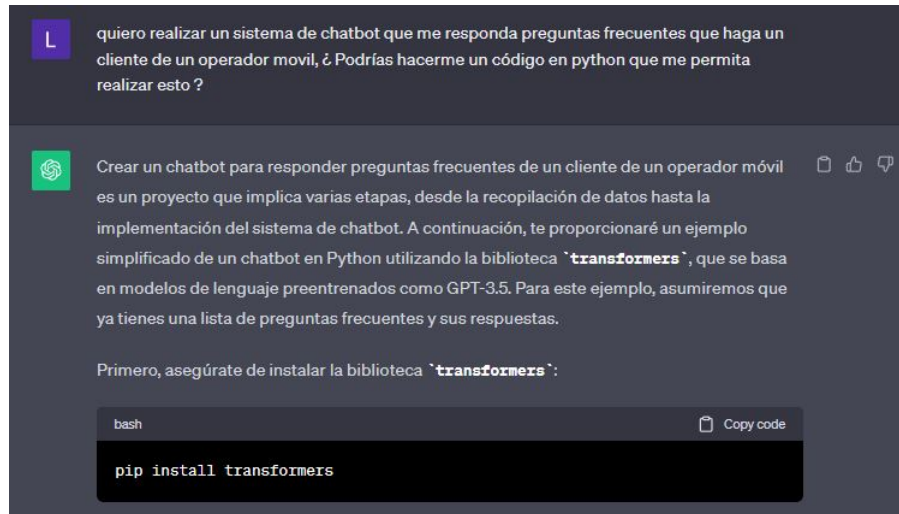 L
quiero realizar un sistema de chatbot que me responda preguntas frecuentes que haga un
cliente de un operador movil, ¿ Podrías hacerme un código en python que me permita
realizar esto ?
Crear un chatbot para responder preguntas frecuentes de un cliente de un operador móvil
es un proyecto que implica varias etapas, desde la recopilación de datos hasta la
implementación del sistema de chatbot. A continuación, te proporcionaré un ejemplo
simplificado de un chatbot en Python utilizando la biblioteca `transformers`, que se basa
en modelos de lenguaje preentrenados como GPT-3.5. Para este ejemplo, asumiremos que
ya tienes una lista de preguntas frecuentes y sus respuestas.
Primero, asegúrate de instalar la biblioteca `transformers`:
bash Copy code
pip install transformers